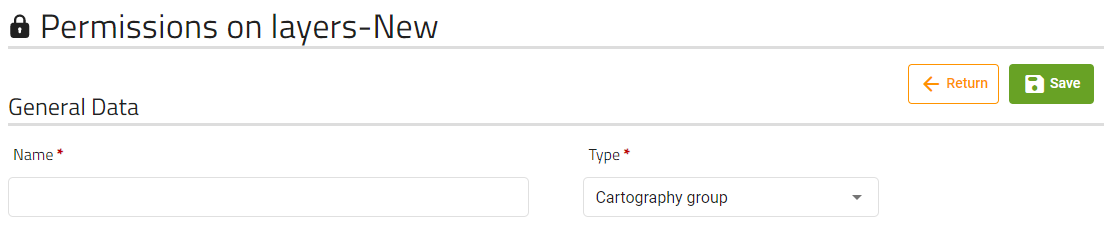 Permissions on layers-New
Return
Save
General Data
Name *
Type *
Cartography group